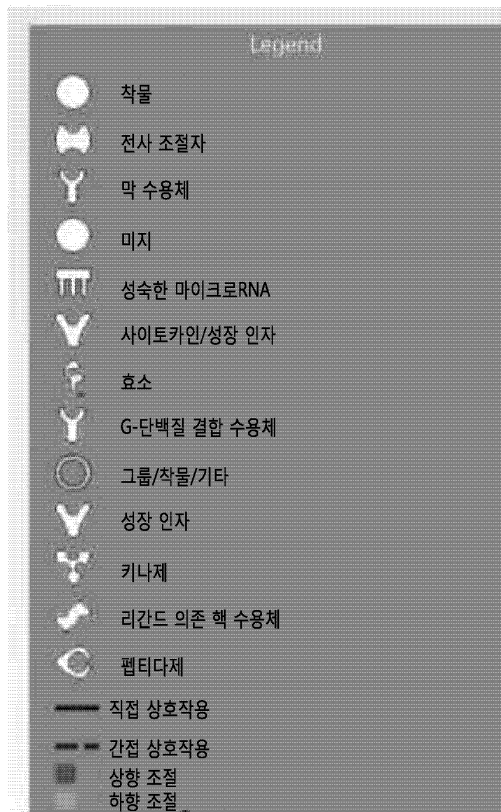 Legend
착물
전사 조절자
막 수용체
미지
성숙한 마이크로RNA
사이토카인/성장 인자
효소
G-단백질 결합 수용체
그룹/착물/기타
성장 인자
키나제
리간드 의존 핵 수용체
펩티다제
직접 상호작용
간접 상호작용
상향 조절
하향 조절